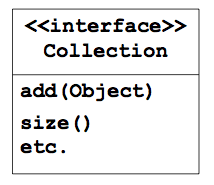 <<interface>>
Collection
add(Object)
size()
etc.